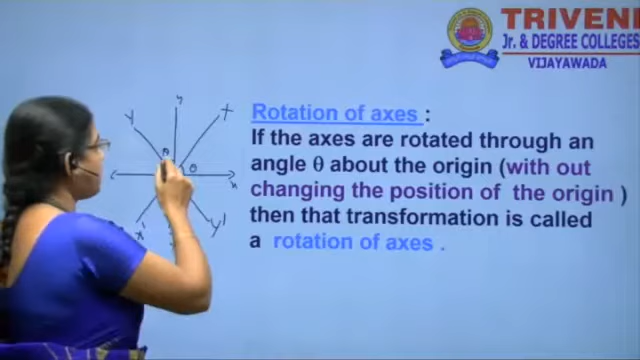 TRIVENI
Jr. & DEGREE COLLEGES
VIJAYAWADA
Rotation of axes :
If the axes are rotated through an
angle θ about the origin (with out
changing the position of the origin )
then that transformation is called
a rotation of axes .
y
Y
X
θ
θ
x
x'
y'